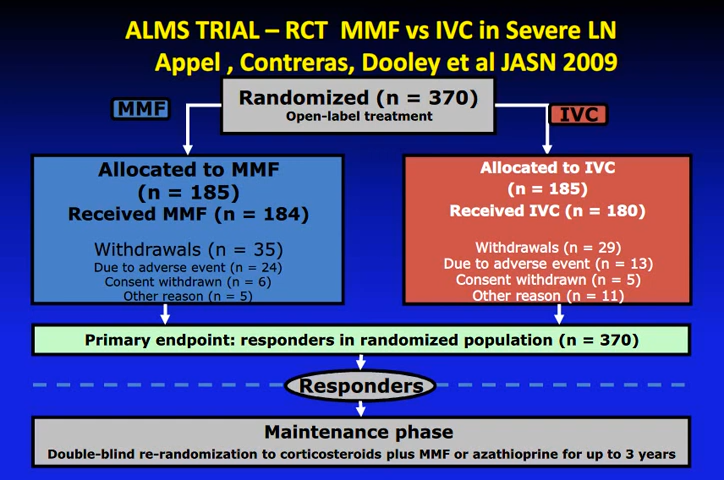 ALMS TRIAL – RCT MMF vs IVC in Severe LN
Appel , Contreras, Dooley et al JASN 2009
Randomized (n = 370)
Open-label treatment
MMF
IVC
Allocated to MMF
(n = 185)
Received MMF (n = 184)
Withdrawals (n = 35)
Due to adverse event (n = 24)
Consent withdrawn (n = 6)
Other reason (n = 5)
Allocated to IVC
(n = 185)
Received IVC (n = 180)
Withdrawals (n = 29)
Due to adverse event (n = 13)
Consent withdrawn (n = 5)
Other reason (n = 11)
Primary endpoint: responders in randomized population (n = 370)
Responders
Maintenance phase
Double-blind re-randomization to corticosteroids plus MMF or azathioprine for up to 3 years